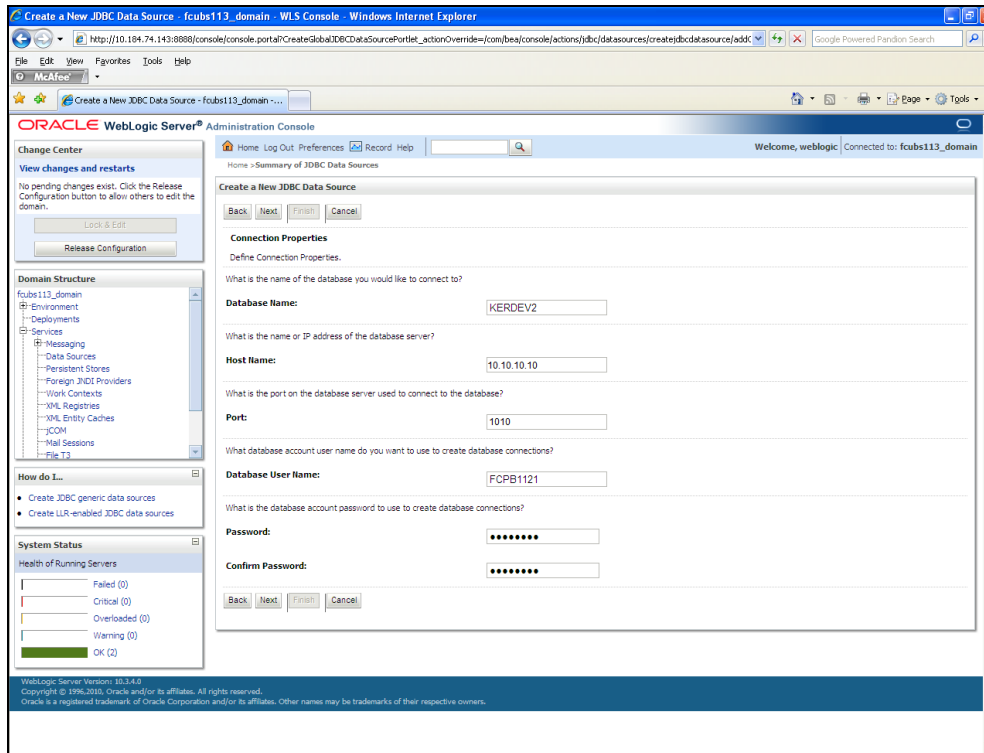 Create a New JDBC Data Source - fcubs113_domain - WLS Console - Windows Internet Explorer
http://10.184.74.143:8888/console/console.portal?CreateGlobalJDBCDataSourcePortlet_actionOverride=/com/bea/console/actions/jdbc/datasources/createjdbcdatasource/addC
Google Powered Pandion Search
File Edit View Favorites Tools Help
McAfee
Create a New JDBC Data Source - fcubs113_domain -...
Page Tools
ORACLE WebLogic Server® Administration Console
Change Center
View changes and restarts
No pending changes exist. Click the Release
Configuration button to allow others to edit the
domain.
Lock & Edit
Release Configuration
Domain Structure
fcubs113_domain
Environment
Deployments
Services
Messaging
Data Sources
Persistent Stores
Foreign JNDI Providers
Work Contexts
XML Registries
XML Entity Caches
jCOM
Mail Sessions
File T3
How do I...
Create JDBC generic data sources
Create LLR-enabled JDBC data sources
System Status
Health of Running Servers
Failed (0)
Critical (0)
Overloaded (0)
Warning (0)
OK (2)
Home Log Out Preferences Record Help
Welcome, weblogic Connected to: fcubs113_domain
Home >Summary of JDBC Data Sources
Create a New JDBC Data Source
Back Next Finish Cancel
Connection Properties
Define Connection Properties.
What is the name of the database you would like to connect to?
Database Name: KERDEV2
What is the name or IP address of the database server?
Host Name: 10.10.10.10
What is the port on the database server used to connect to the database?
Port: 1010
What database account user name do you want to use to create database connections?
Database User Name: FCPB1121
What is the database account password to use to create database connections?
Password: ●●●●●●●●
Confirm Password: ●●●●●●●●
Back Next Finish Cancel
WebLogic Server Version: 10.3.4.0
Copyright © 1996,2010, Oracle and/or its affiliates. All rights reserved.
Oracle is a registered trademark of Oracle Corporation and/or its affiliates. Other names may be trademarks of their respective owners.